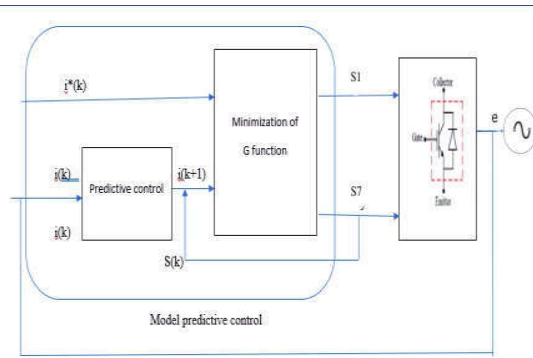 i*(k)
S1
Collector
Minimization of
G function
e
Gate
i(k)
i(k+1)
Predictive control
S7
Emitter
i(k)
S(k)
Model predictive control